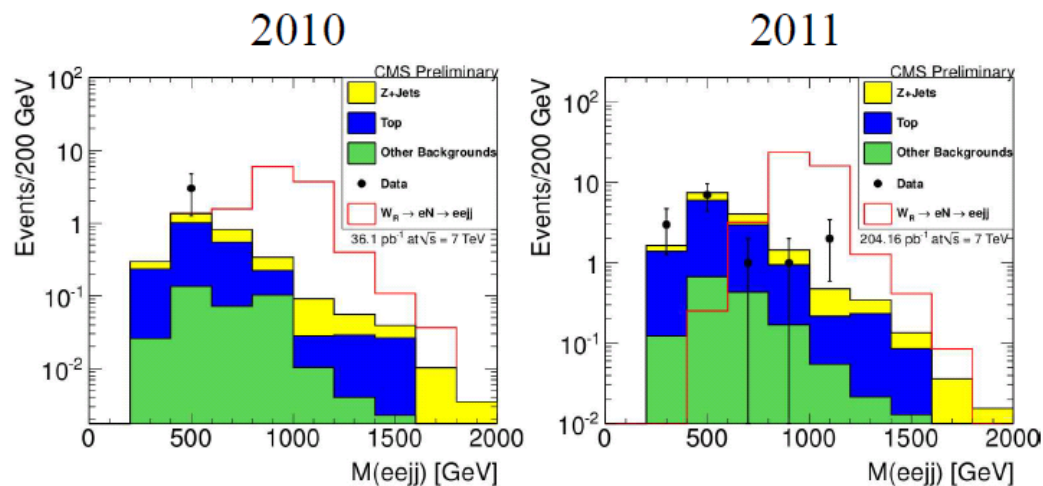 2010
CMS Preliminary
Events/200 GeV
10²
10
1
10⁻¹
10⁻²
Z+Jets
Top
Other Backgrounds
Data
W_R → eN → eejj
36.1 pb⁻¹ at √s = 7 TeV
0 500 1000 1500 2000
M(eejj) [GeV]
2011
CMS Preliminary
Events/200 GeV
10²
10
1
10⁻¹
10⁻²
Z+Jets
Top
Other Backgrounds
Data
W_R → eN → eejj
204.16 pb⁻¹ at √s = 7 TeV
0 500 1000 1500 2000
M(eejj) [GeV]